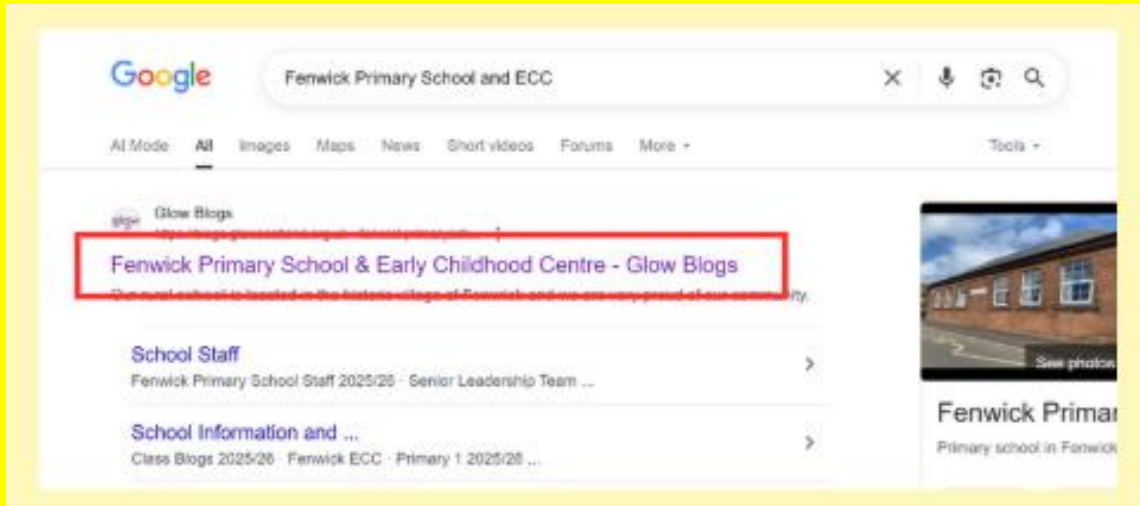 Google
Fenwick Primary School and ECC
AI Mode All Images Maps News Short videos Forums More
Tools
glow
Glow Blogs
Fenwick Primary School & Early Childhood Centre - Glow Blogs
Our rural school is located in the historic village of Fenwick and we are very proud of our community.
School Staff
Fenwick Primary School Staff 2025/26 · Senior Leadership Team ...
School Information and ...
Class Blogs 2025/26 · Fenwick ECC · Primary 1 2025/26 ...
See photos
Fenwick Primar
Primary school in Fenwick